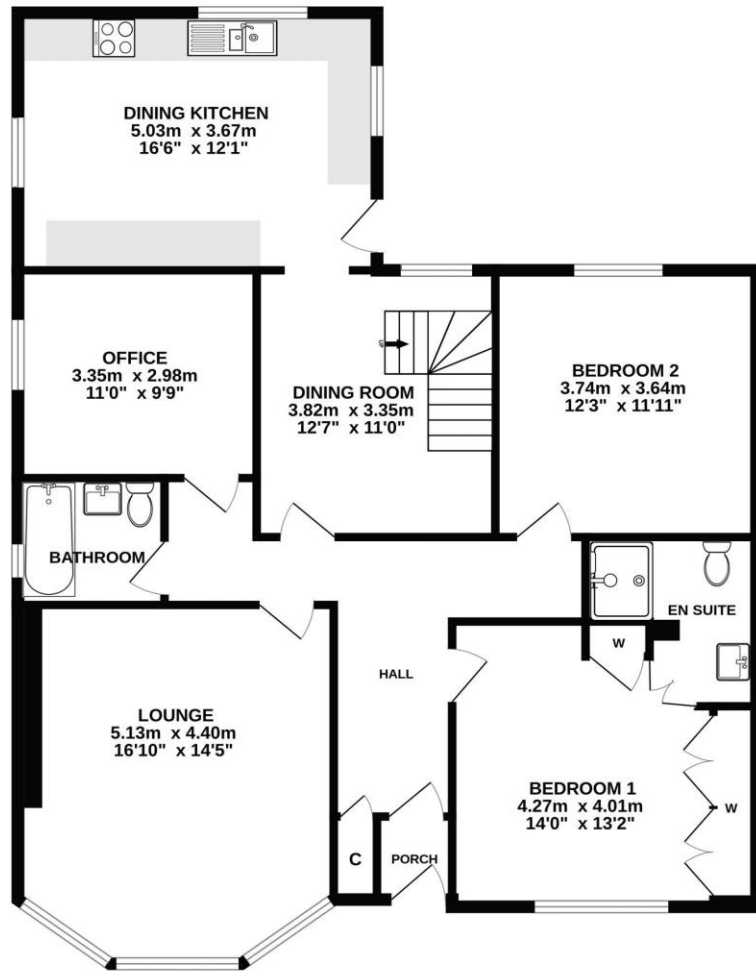 DINING KITCHEN
5.03m x 3.67m
16'6" x 12'1"
OFFICE
3.35m x 2.98m
11'0" x 9'9"
DINING ROOM
3.82m x 3.35m
12'7" x 11'0"
BEDROOM 2
3.74m x 3.64m
12'3" x 11'11"
BATHROOM
EN SUITE
W
HALL
LOUNGE
5.13m x 4.40m
16'10" x 14'5"
BEDROOM 1
4.27m x 4.01m
14'0" x 13'2"
W
C
PORCH